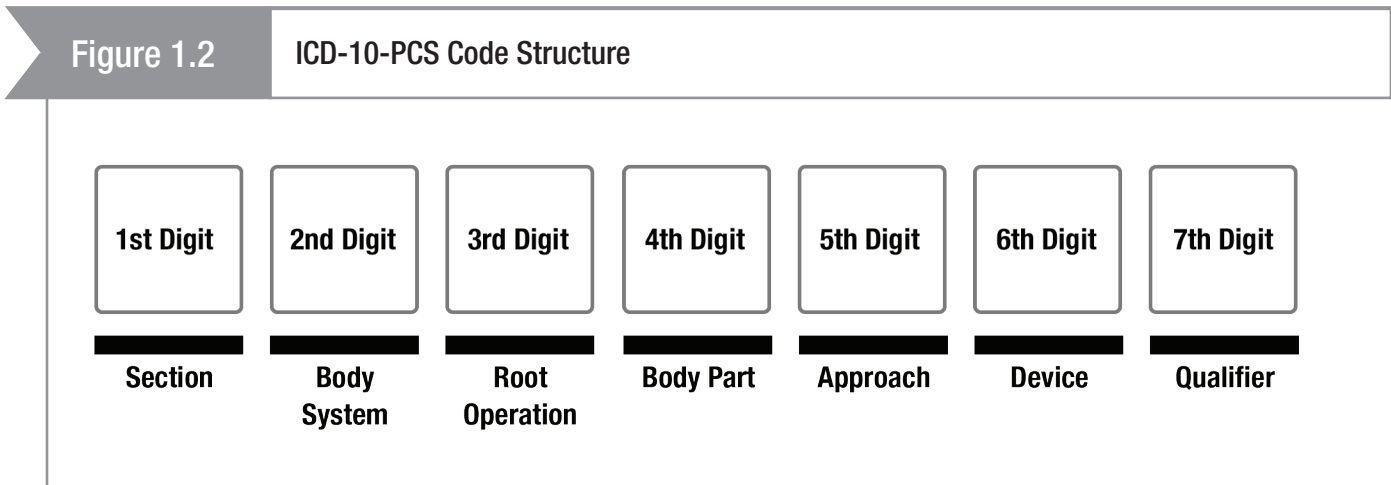 Figure 1.2
ICD-10-PCS Code Structure
1st Digit
2nd Digit
3rd Digit
4th Digit
5th Digit
6th Digit
7th Digit
Section
Body
System
Root
Operation
Body Part
Approach
Device
Qualifier